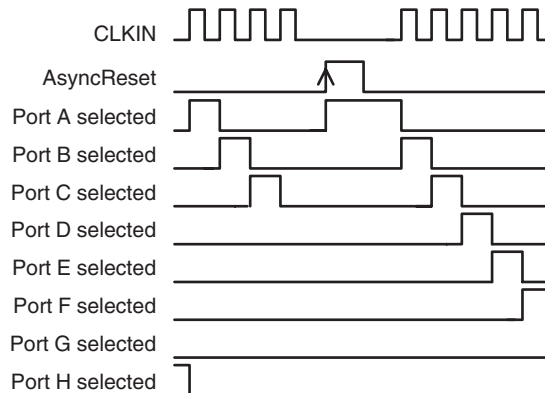 CLKIN
AsyncReset
Port A selected
Port B selected
Port C selected
Port D selected
Port E selected
Port F selected
Port G selected
Port H selected